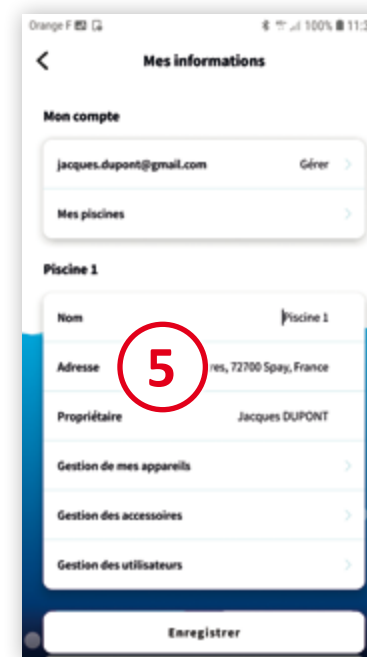 Orange F 100% 11:3
Mes informations
Mon compte
jacques.dupont@gmail.com Gérer
Mes piscines
Piscine 1
Nom Piscine 1
Adresse 5 res, 72700 Spay, France
Propriétaire Jacques DUPONT
Gestion de mes appareils
Gestion des accessoires
Gestion des utilisateurs
Enregistrer